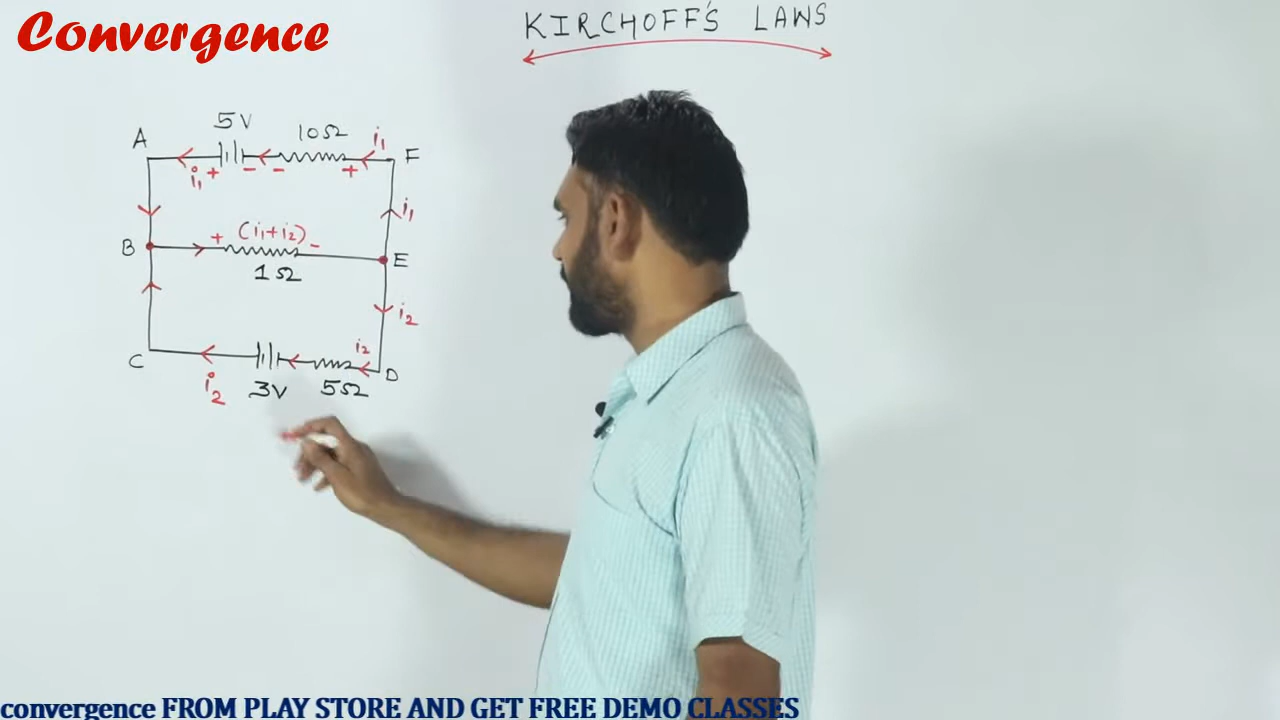 Convergence
KIRCHOFF'S LAWS
5V
10Ω
A
i₁
F
i₁
+
-
-
+
i₁
(i₁+i₂)
B
+
-
E
1Ω
i₂
i₂
C
D
i₂
3V
5Ω
convergence FROM PLAY STORE AND GET FREE DEMO CLASSES